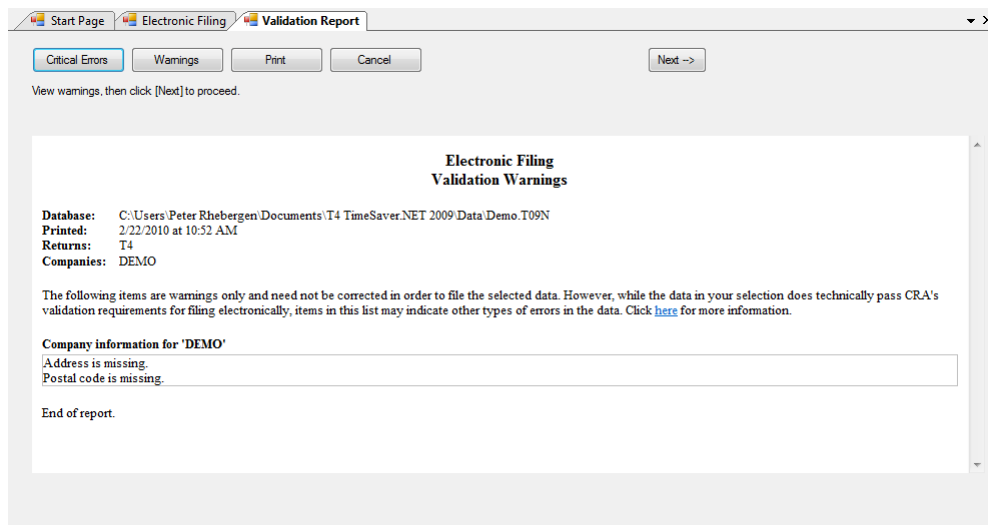 Start Page Electronic Filing Validation Report
Critical Errors Warnings Print Cancel Next -->
View warnings, then click [Next] to proceed.
Electronic Filing
Validation Warnings
Database: C:\Users\Peter Rhebergen\Documents\T4 TimeSaver.NET 2009\Data\Demo.T09N
Printed: 2/22/2010 at 10:52 AM
Returns: T4
Companies: DEMO
The following items are warnings only and need not be corrected in order to file the selected data. However, while the data in your selection does technically pass CRA's
validation requirements for filing electronically, items in this list may indicate other types of errors in the data. Click here for more information.
Company information for 'DEMO'
Address is missing.
Postal code is missing.
End of report.